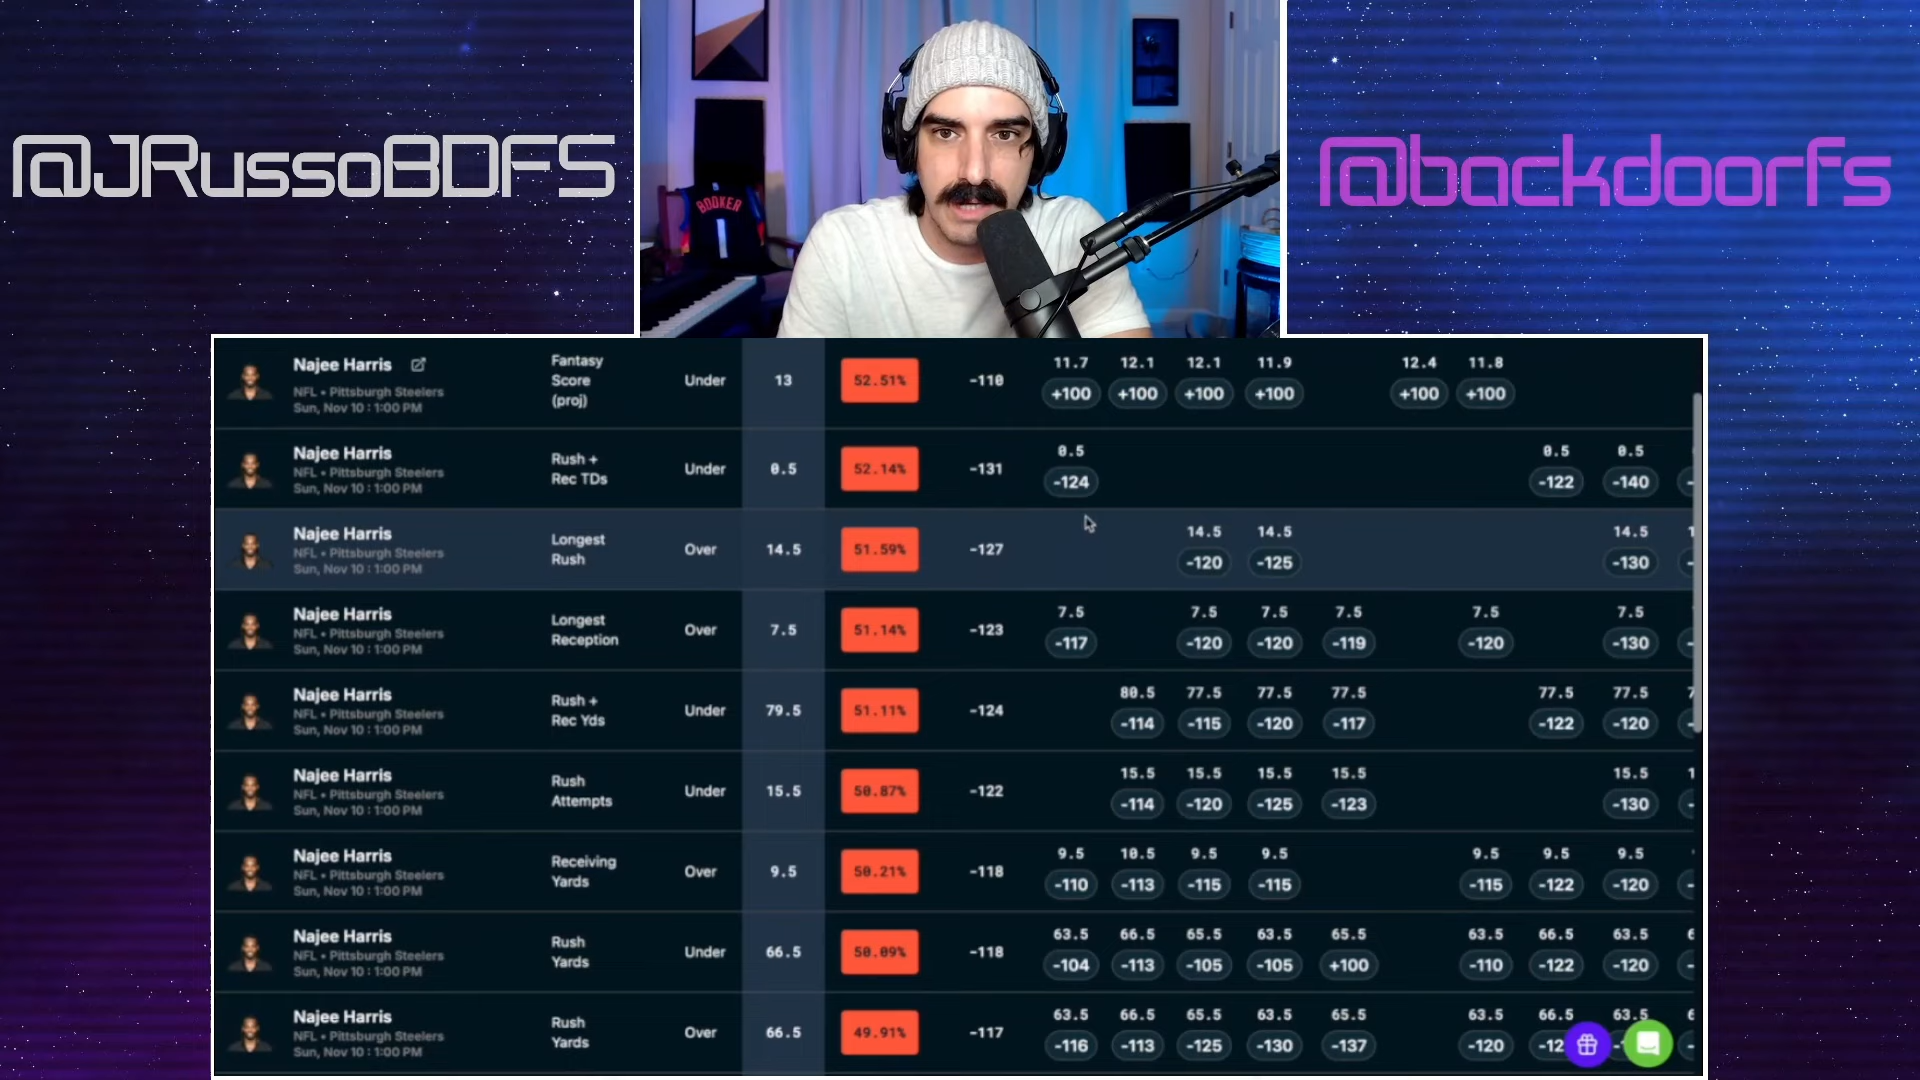 @JRussoBDFS
BOOKER
1
@backdoorfs
Najee Harris
NFL • Pittsburgh Steelers
Sun, Nov 10 : 1:00 PM
Fantasy
Score
(proj)
Under
13
52.51%
-110
11.7 12.1 12.1 11.9 12.4 11.8
+100 +100 +100 +100 +100 +100
Najee Harris
NFL • Pittsburgh Steelers
Sun, Nov 10 : 1:00 PM
Rush +
Rec TDs
Under
0.5
52.14%
-131
0.5 0.5 0.5
-124 -122 -140
Najee Harris
NFL • Pittsburgh Steelers
Sun, Nov 10 : 1:00 PM
Longest
Rush
Over
14.5
51.59%
-127
14.5 14.5 14.5
-120 -125 -130
Najee Harris
NFL • Pittsburgh Steelers
Sun, Nov 10 : 1:00 PM
Longest
Reception
Over
7.5
51.14%
-123
7.5 7.5 7.5 7.5 7.5 7.5
-117 -120 -120 -119 -120 -130
Najee Harris
NFL • Pittsburgh Steelers
Sun, Nov 10 : 1:00 PM
Rush +
Rec Yds
Under
79.5
51.11%
-124
80.5 77.5 77.5 77.5 77.5 77.5
-114 -115 -120 -117 -122 -120
Najee Harris
NFL • Pittsburgh Steelers
Sun, Nov 10 : 1:00 PM
Rush
Attempts
Under
15.5
50.87%
-122
15.5 15.5 15.5 15.5 15.5
-114 -120 -125 -123 -130
Najee Harris
NFL • Pittsburgh Steelers
Sun, Nov 10 : 1:00 PM
Receiving
Yards
Over
9.5
50.21%
-118
9.5 10.5 9.5 9.5 9.5 9.5 9.5
-110 -113 -115 -115 -115 -122 -120
Najee Harris
NFL • Pittsburgh Steelers
Sun, Nov 10 : 1:00 PM
Rush
Yards
Under
66.5
50.09%
-118
63.5 66.5 65.5 63.5 65.5 63.5 66.5 63.5
-104 -113 -105 -105 +100 -110 -122 -120
Najee Harris
NFL • Pittsburgh Steelers
Sun, Nov 10 : 1:00 PM
Rush
Yards
Over
66.5
49.91%
-117
63.5 66.5 65.5 63.5 65.5 63.5 66.5 63.5
-116 -113 -125 -130 -137 -120